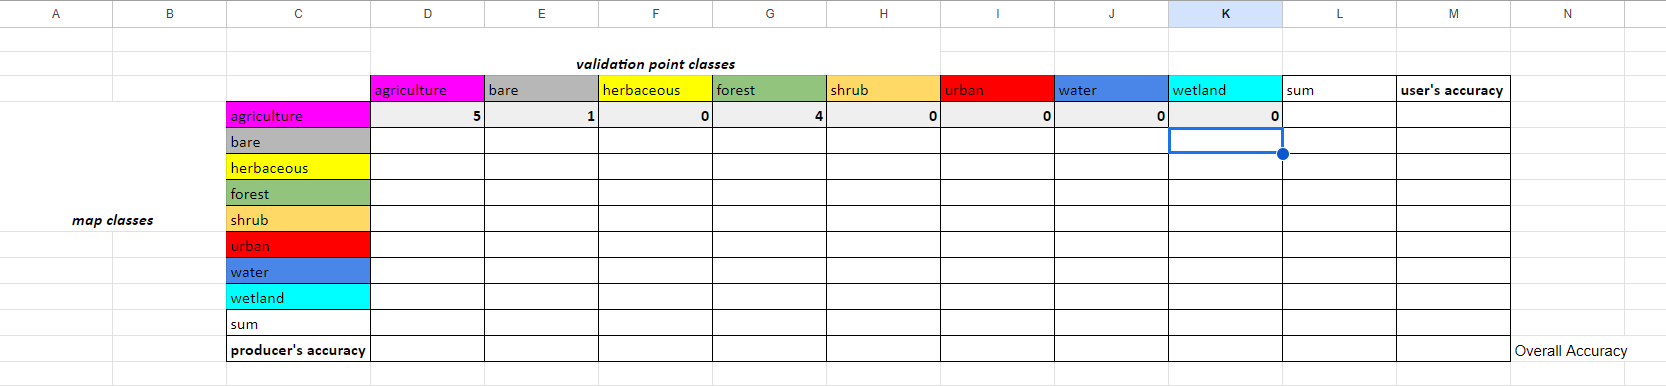 A B C D E F G H I J K L M N
validation point classes
agriculture bare herbaceous forest shrub urban water wetland sum user's accuracy
agriculture 5 1 0 4 0 0 0 0
bare
herbaceous
forest
map classes shrub
urban
water
wetland
sum
producer's accuracy Overall Accuracy